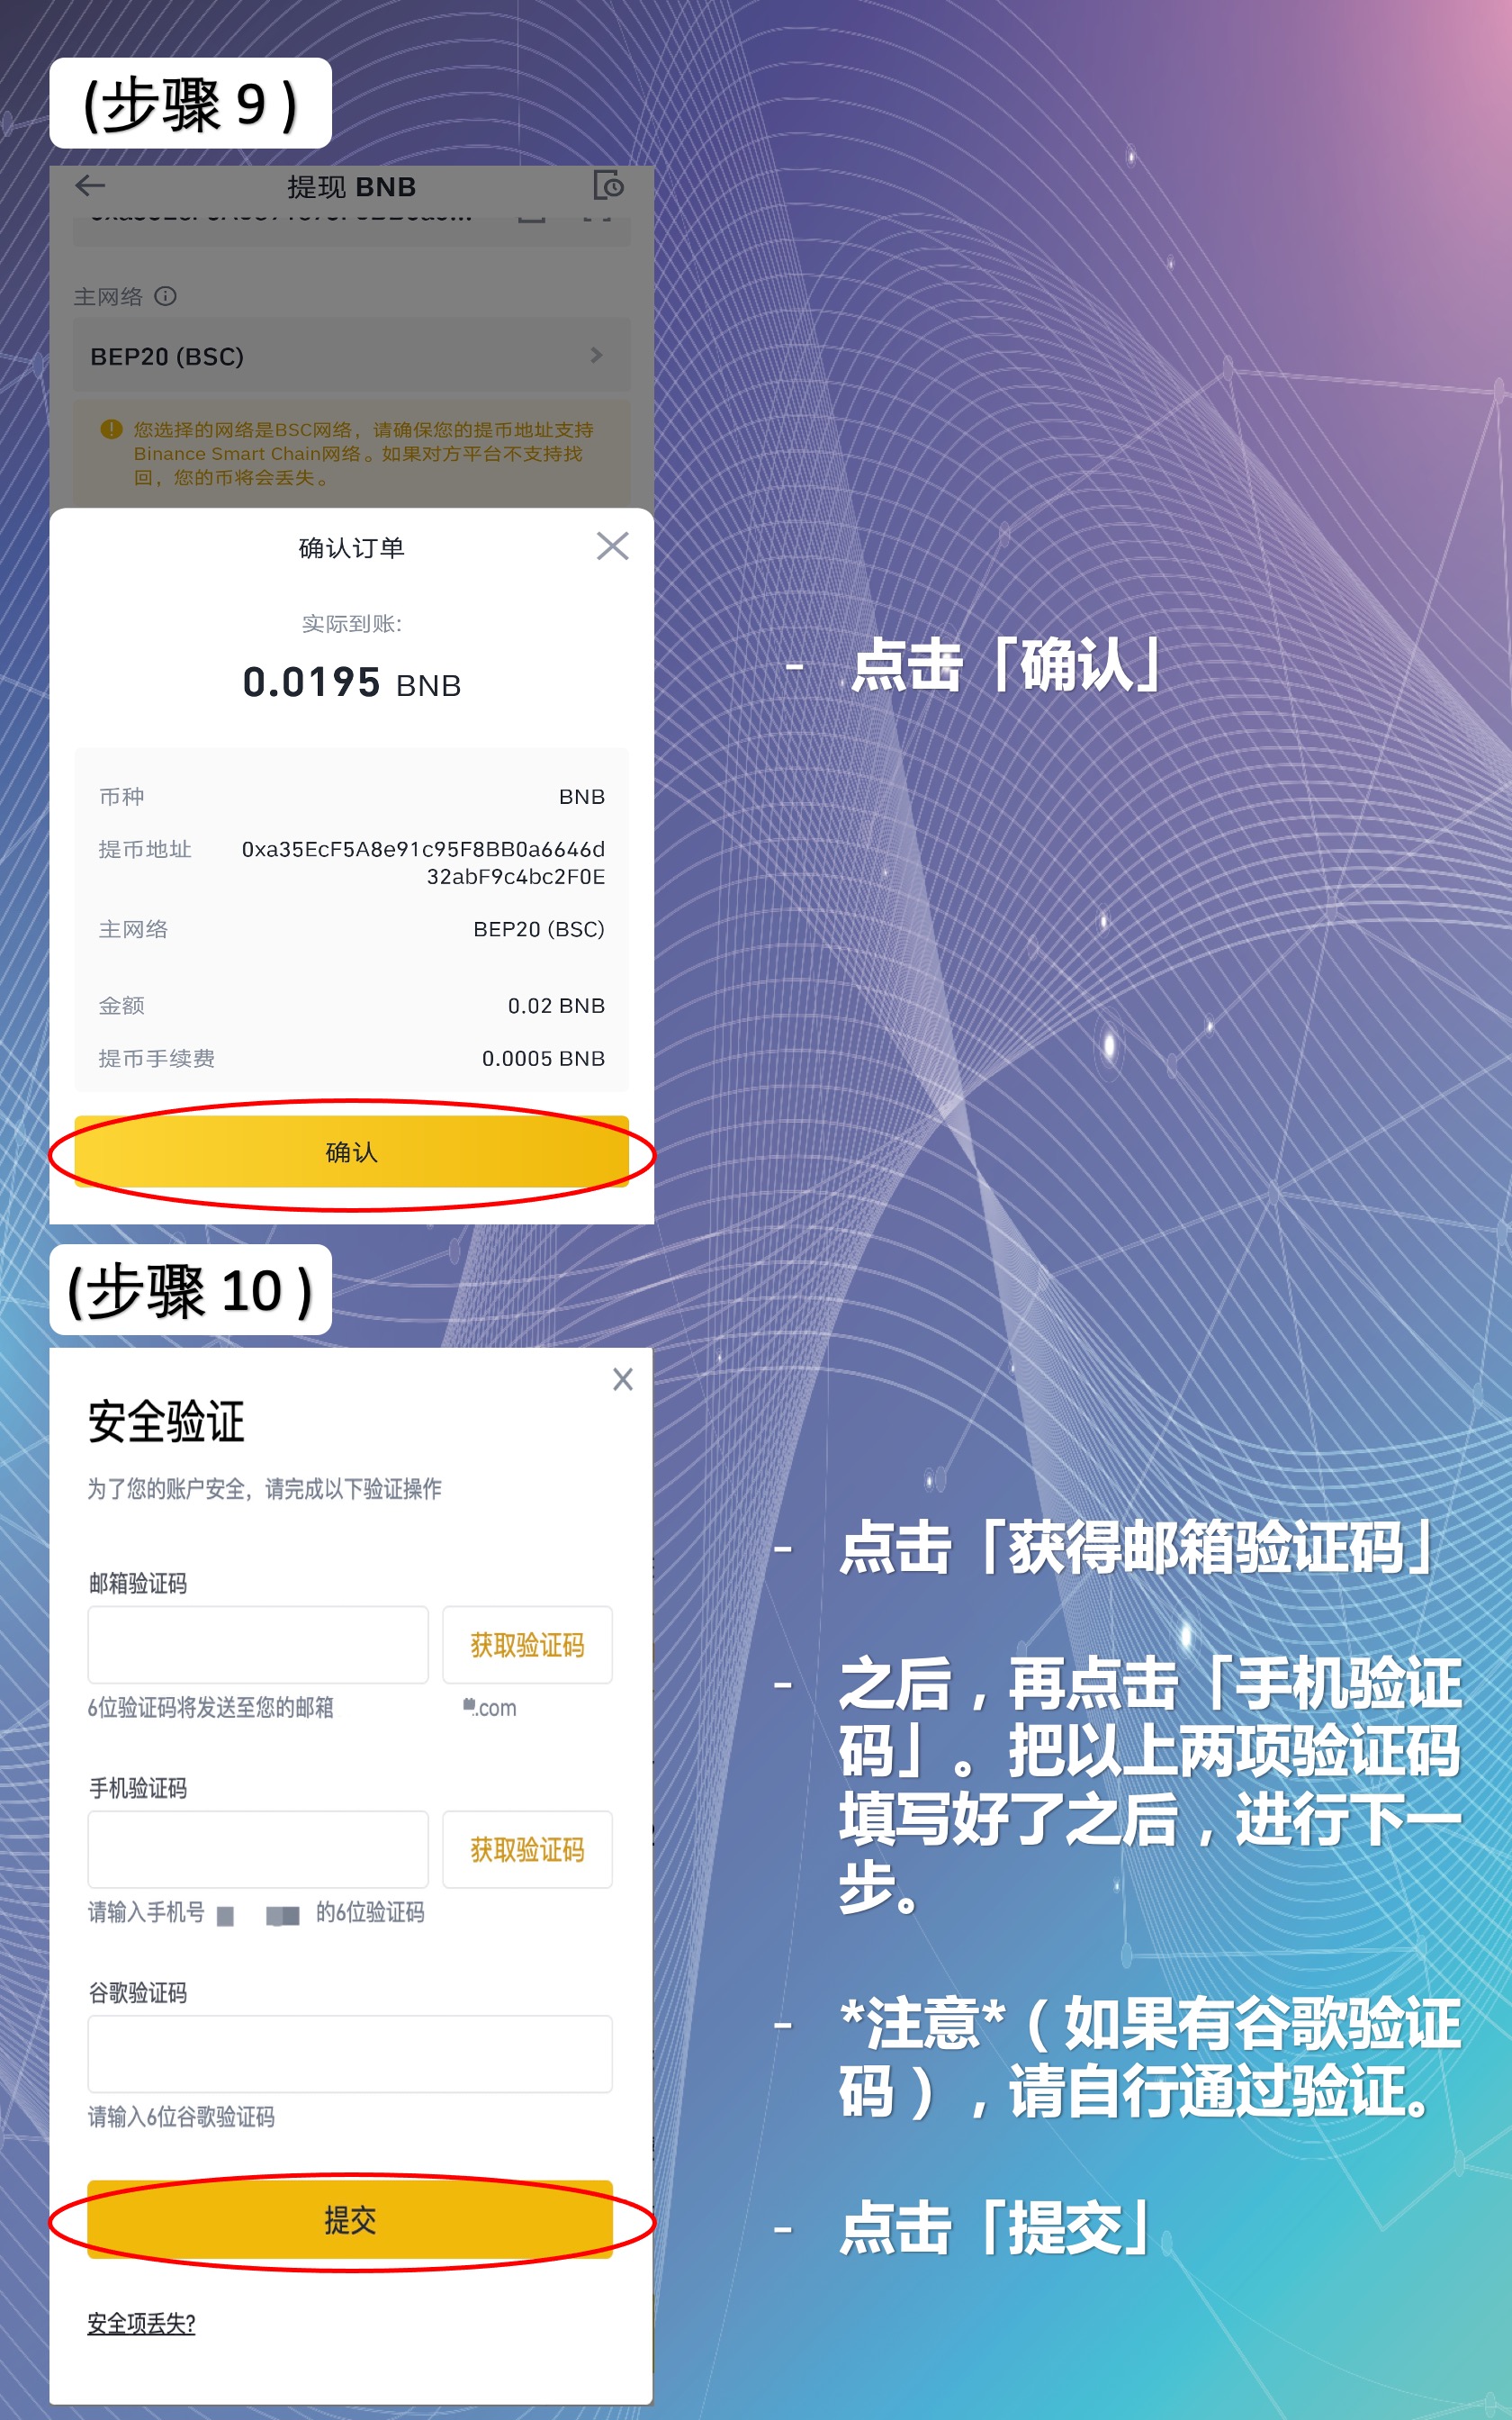 (步骤 9 )
提现 BNB
主网络
BEP20 (BSC)
您选择的网络是BSC网络，请确保您的提币地址支持
Binance Smart Chain网络。如果对方平台不支持找
回，您的币将会丢失。
确认订单
实际到账:
0.0195 BNB
币种 BNB
提币地址 0xa35EcF5A8e91c95F8BB0a6646d
32abF9c4bc2F0E
主网络 BEP20 (BSC)
金额 0.02 BNB
提币手续费 0.0005 BNB
确认
- 点击「确认」
(步骤 10 )
安全验证
为了您的账户安全，请完成以下验证操作
邮箱验证码
获取验证码
6位验证码将发送至您的邮箱 .com
手机验证码
获取验证码
请输入手机号 的6位验证码
谷歌验证码
请输入6位谷歌验证码
提交
安全项丢失?
- 点击「获得邮箱验证码」
- 之后，再点击「手机验证
码」。把以上两项验证码
填写好了之后，进行下一
步。
- *注意*（如果有谷歌验证
码），请自行通过验证。
- 点击「提交」